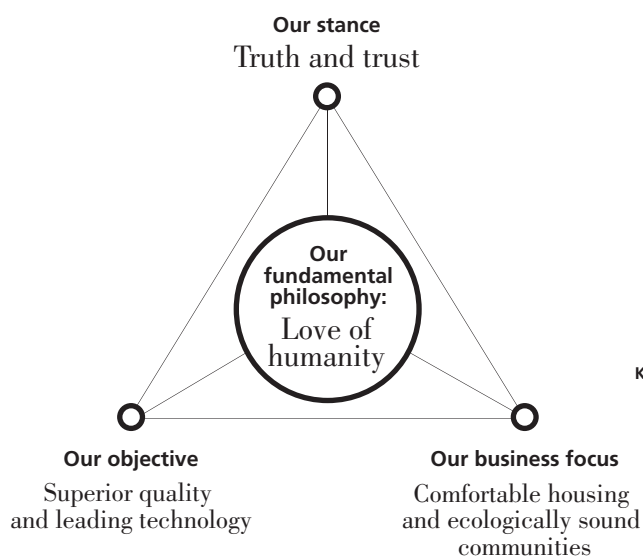 Our stance
Truth and trust
Our
fundamental
philosophy:
Love of
humanity
K
Our objective
Superior quality
and leading technology
Our business focus
Comfortable housing
and ecologically sound
communities